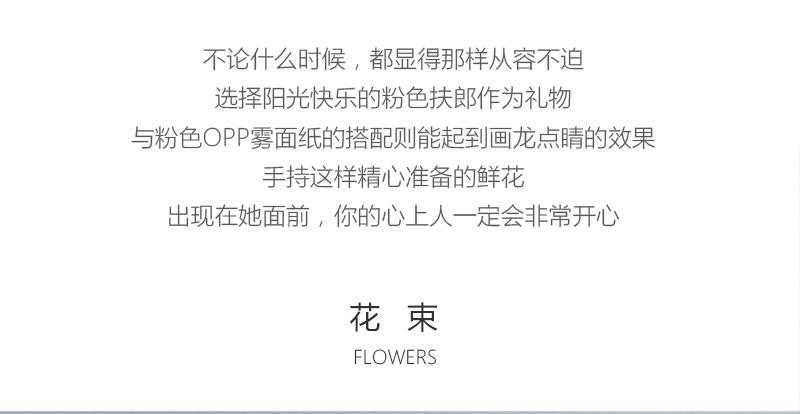 不论什么时候，都显得那样从容不迫
选择阳光快乐的粉色扶郎作为礼物
与粉色OPP雾面纸的搭配则能起到画龙点睛的效果
手持这样精心准备的鲜花
出现在她面前，你的心上人一定会非常开心
花 束
FLOWERS